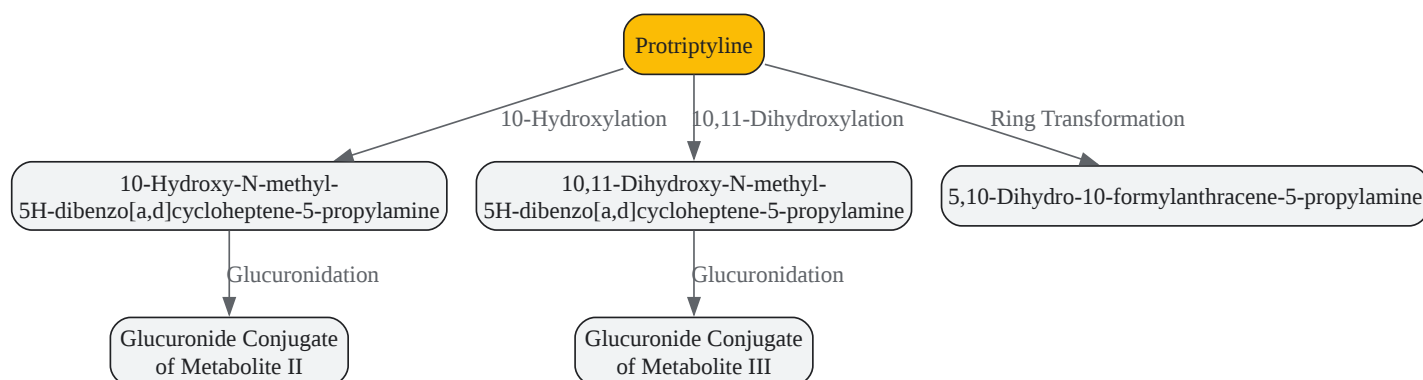 Protriptyline
10-Hydroxylation
10,11-Dihydroxylation
Ring Transformation
10-Hydroxy-N-methyl-
5H-dibenzo[a,d]cycloheptene-5-propylamine
10,11-Dihydroxy-N-methyl-
5H-dibenzo[a,d]cycloheptene-5-propylamine
5,10-Dihydro-10-formylanthracene-5-propylamine
Glucuronidation
Glucuronidation
Glucuronide Conjugate
of Metabolite II
Glucuronide Conjugate
of Metabolite III